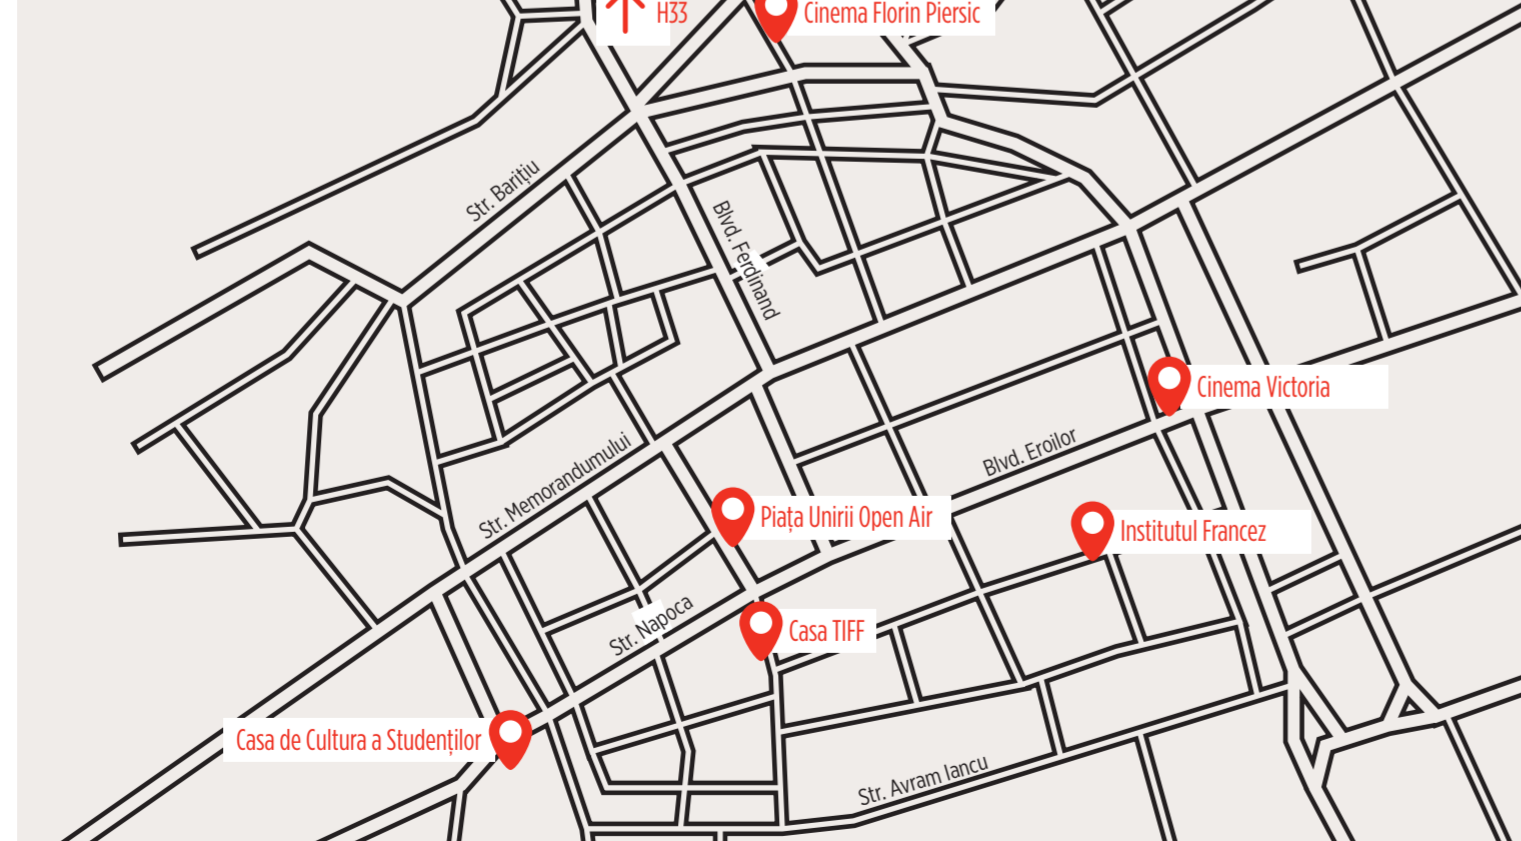 H33
Cinema Florin Piersic
Str. Barițiu
Blvd. Ferdinand
Cinema Victoria
Str. Memorandumului
Blvd. Eroilor
Piața Unirii Open Air
Institutul Francez
Str. Napoca
Casa TIFF
Casa de Cultura a Studenților
Str. Avram Iancu